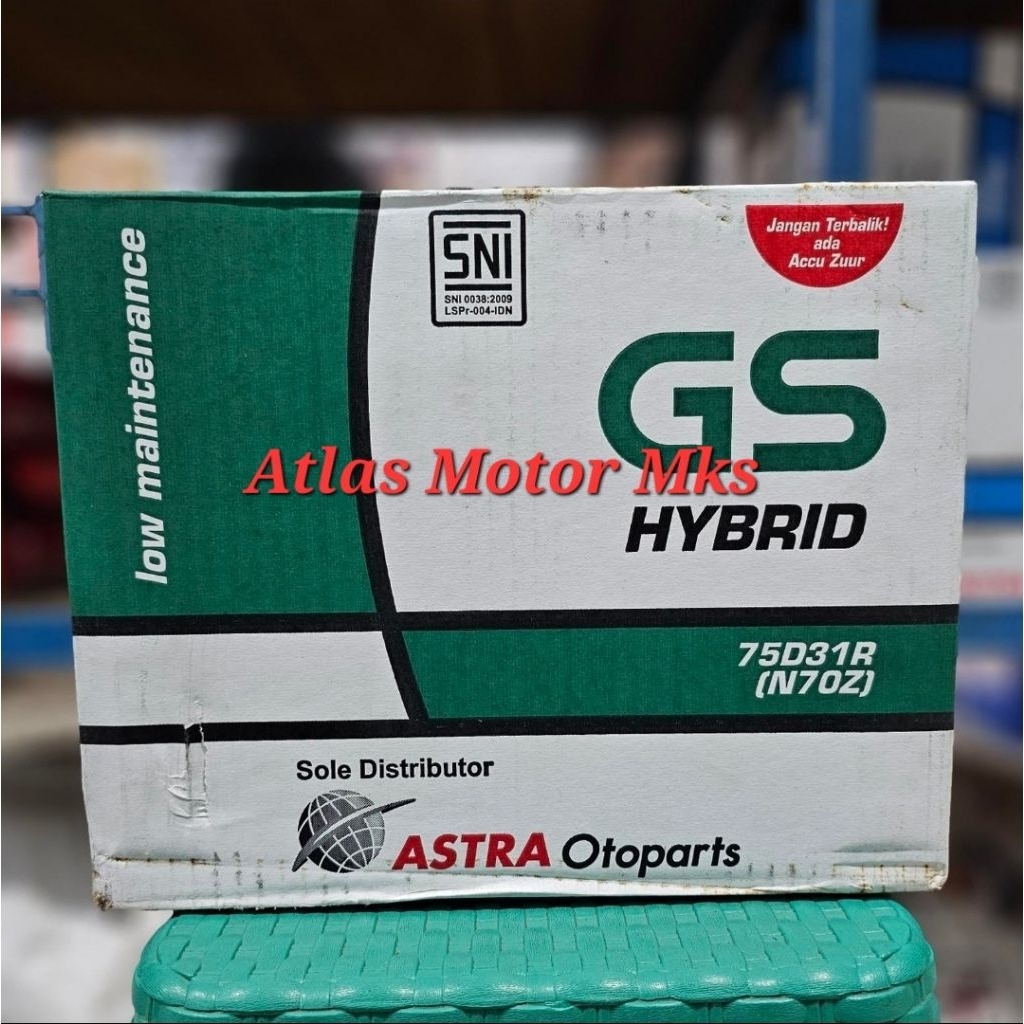 low maintenance
SNI
SNI 0038:2009
LSPr-004-IDN
Jangan Terbalik!
ada
Accu Zuur
GS
Atlas Motor Mks
HYBRID
75D31R
(N70Z)
Sole Distributor
ASTRA Otoparts